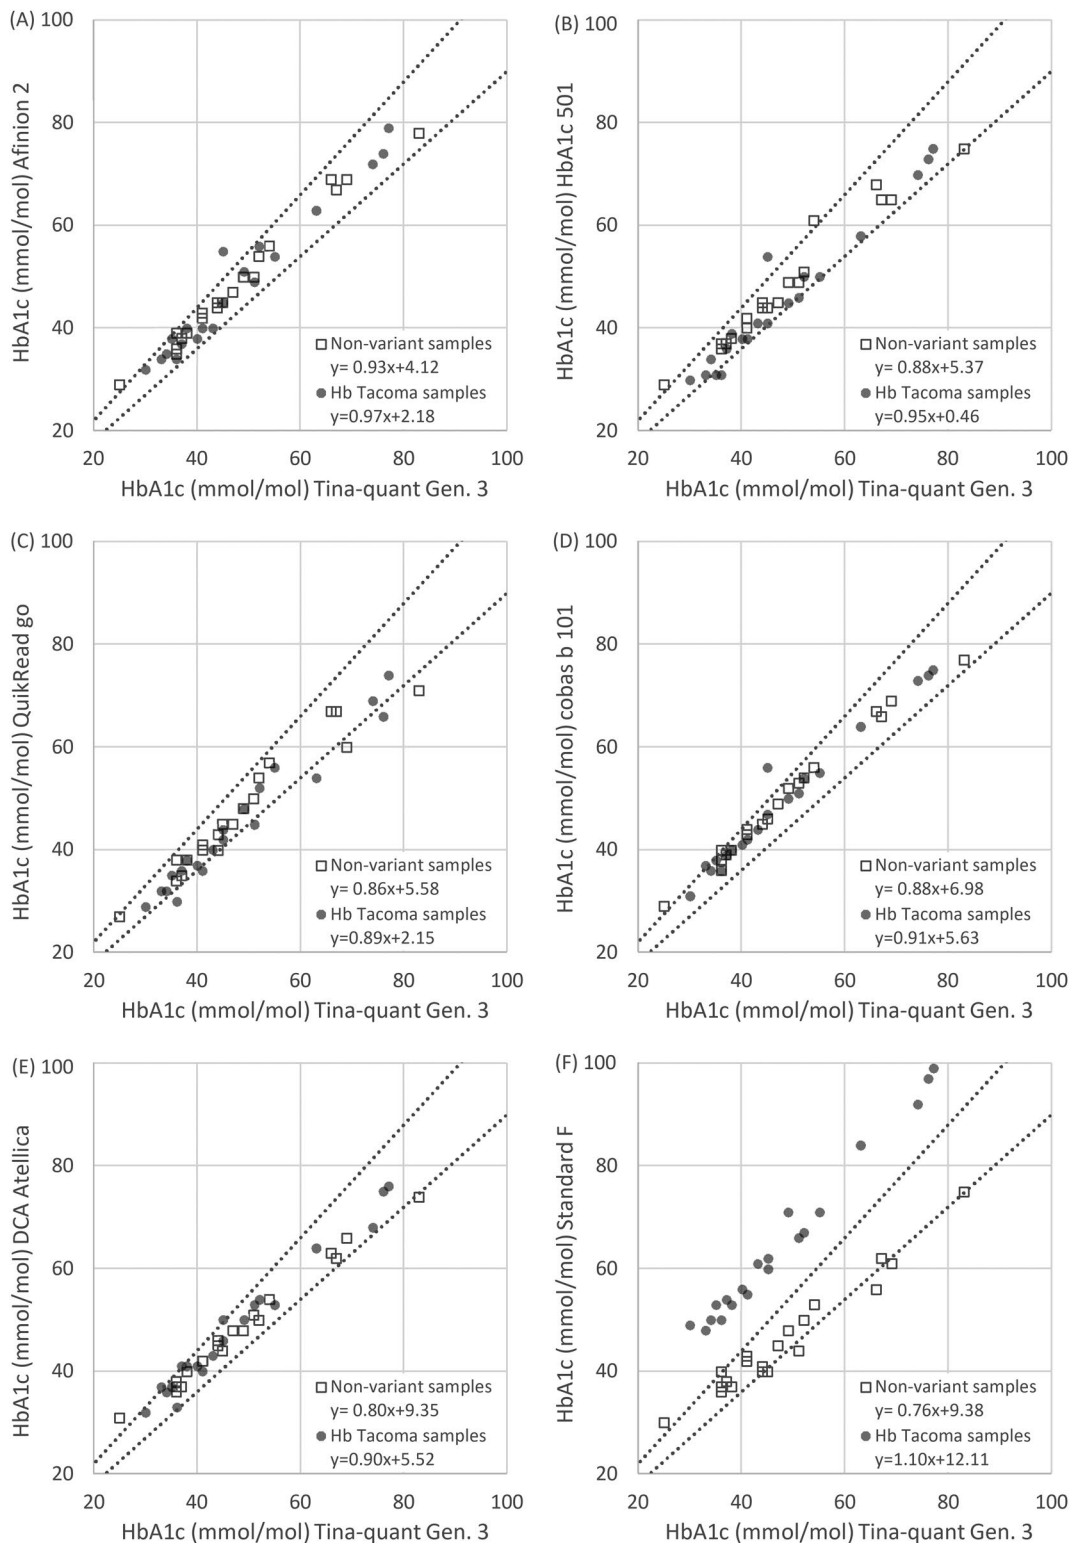 (A) 100
80
60
40
20
20 40 60 80 100
HbA1c (mmol/mol) Afinion 2
HbA1c (mmol/mol) Tina-quant Gen. 3
Non-variant samples
y= 0.93x+4.12
Hb Tacoma samples
y=0.97x+2.18
(B) 100
80
60
40
20
20 40 60 80 100
HbA1c (mmol/mol) HbA1c 501
HbA1c (mmol/mol) Tina-quant Gen. 3
Non-variant samples
y= 0.88x+5.37
Hb Tacoma samples
y=0.95x+0.46
(C) 100
80
60
40
20
20 40 60 80 100
HbA1c (mmol/mol) QuikRead go
HbA1c (mmol/mol) Tina-quant Gen. 3
Non-variant samples
y= 0.86x+5.58
Hb Tacoma samples
y=0.89x+2.15
(D) 100
80
60
40
20
20 40 60 80 100
HbA1c (mmol/mol) cobas b 101
HbA1c (mmol/mol) Tina-quant Gen. 3
Non-variant samples
y= 0.88x+6.98
Hb Tacoma samples
y=0.91x+5.63
(E) 100
80
60
40
20
20 40 60 80 100
HbA1c (mmol/mol) DCA Atellica
HbA1c (mmol/mol) Tina-quant Gen. 3
Non-variant samples
y= 0.80x+9.35
Hb Tacoma samples
y=0.90x+5.52
(F) 100
80
60
40
20
20 40 60 80 100
HbA1c (mmol/mol) Standard F
HbA1c (mmol/mol) Tina-quant Gen. 3
Non-variant samples
y= 0.76x+9.38
Hb Tacoma samples
y=1.10x+12.11